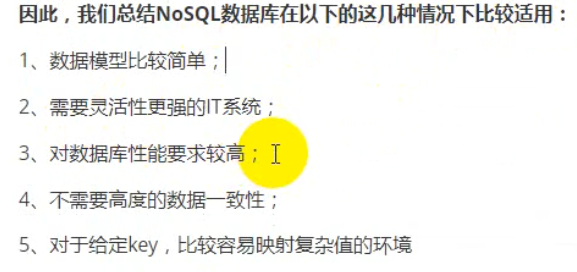 因此，我们总结NoSQL数据库在以下的这几种情况下比较适用：
1、数据模型比较简单；
2、需要灵活性更强的IT系统；
3、对数据库性能要求较高；
4、不需要高度的数据一致性；
5、对于给定key，比较容易映射复杂值的环境